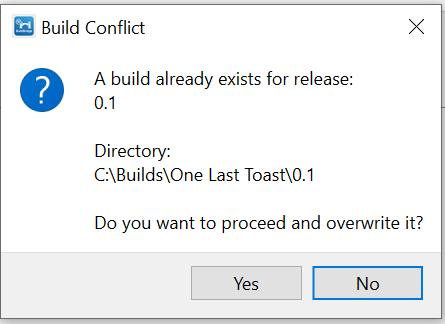 Build Conflict
A build already exists for release:
0.1
Directory:
C:\Builds\One Last Toast\0.1
Do you want to proceed and overwrite it?
Yes
No